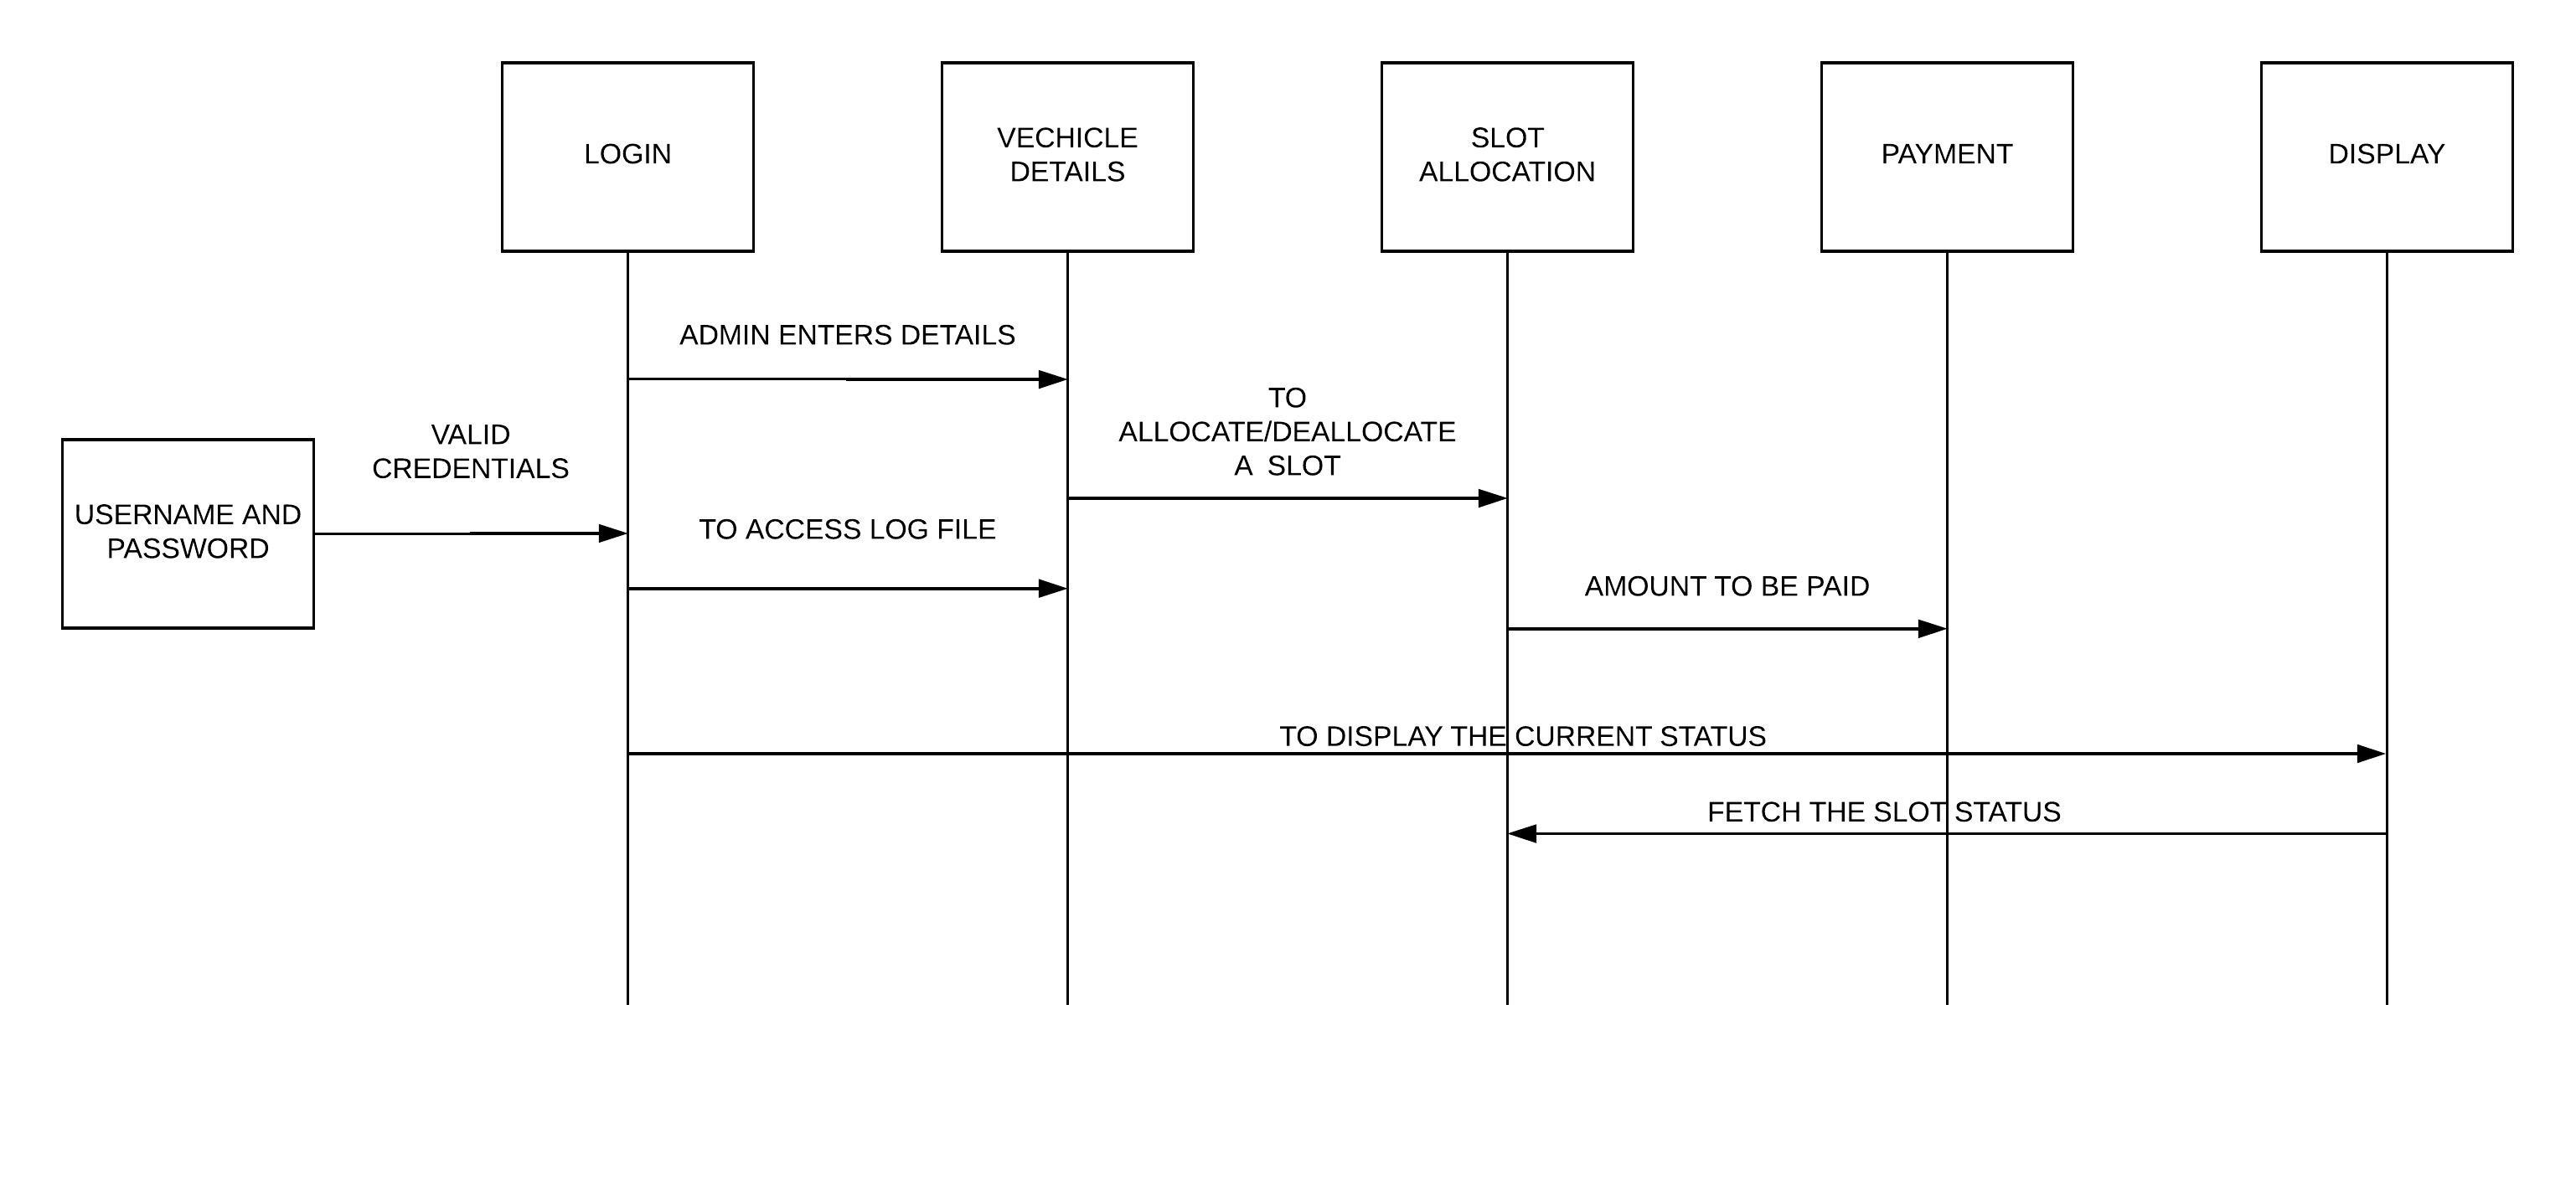 LOGIN
VECHICLE
DETAILS
SLOT
ALLOCATION
PAYMENT
DISPLAY
ADMIN ENTERS DETAILS
TO
ALLOCATE/DEALLOCATE
A SLOT
VALID
CREDENTIALS
USERNAME AND
PASSWORD
TO ACCESS LOG FILE
AMOUNT TO BE PAID
TO DISPLAY THE CURRENT STATUS
FETCH THE SLOT STATUS